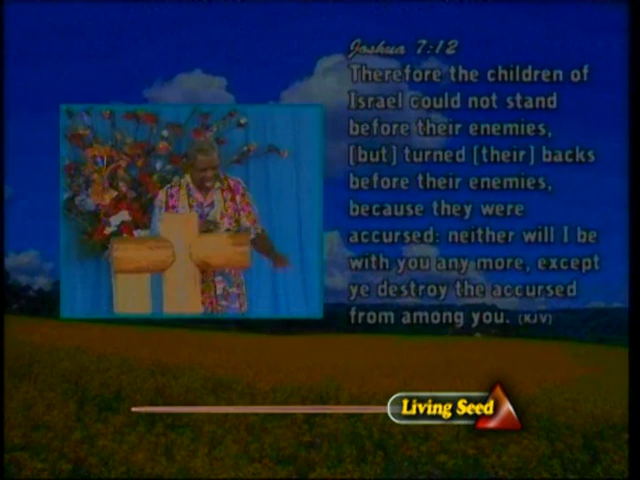 Joshua 7:12
Therefore the children of
Israel could not stand
before their enemies,
[but] turned [their] backs
before their enemies,
because they were
accursed: neither will I be
with you any more, except
ye destroy the accursed
from among you. (KJV)
Living Seed